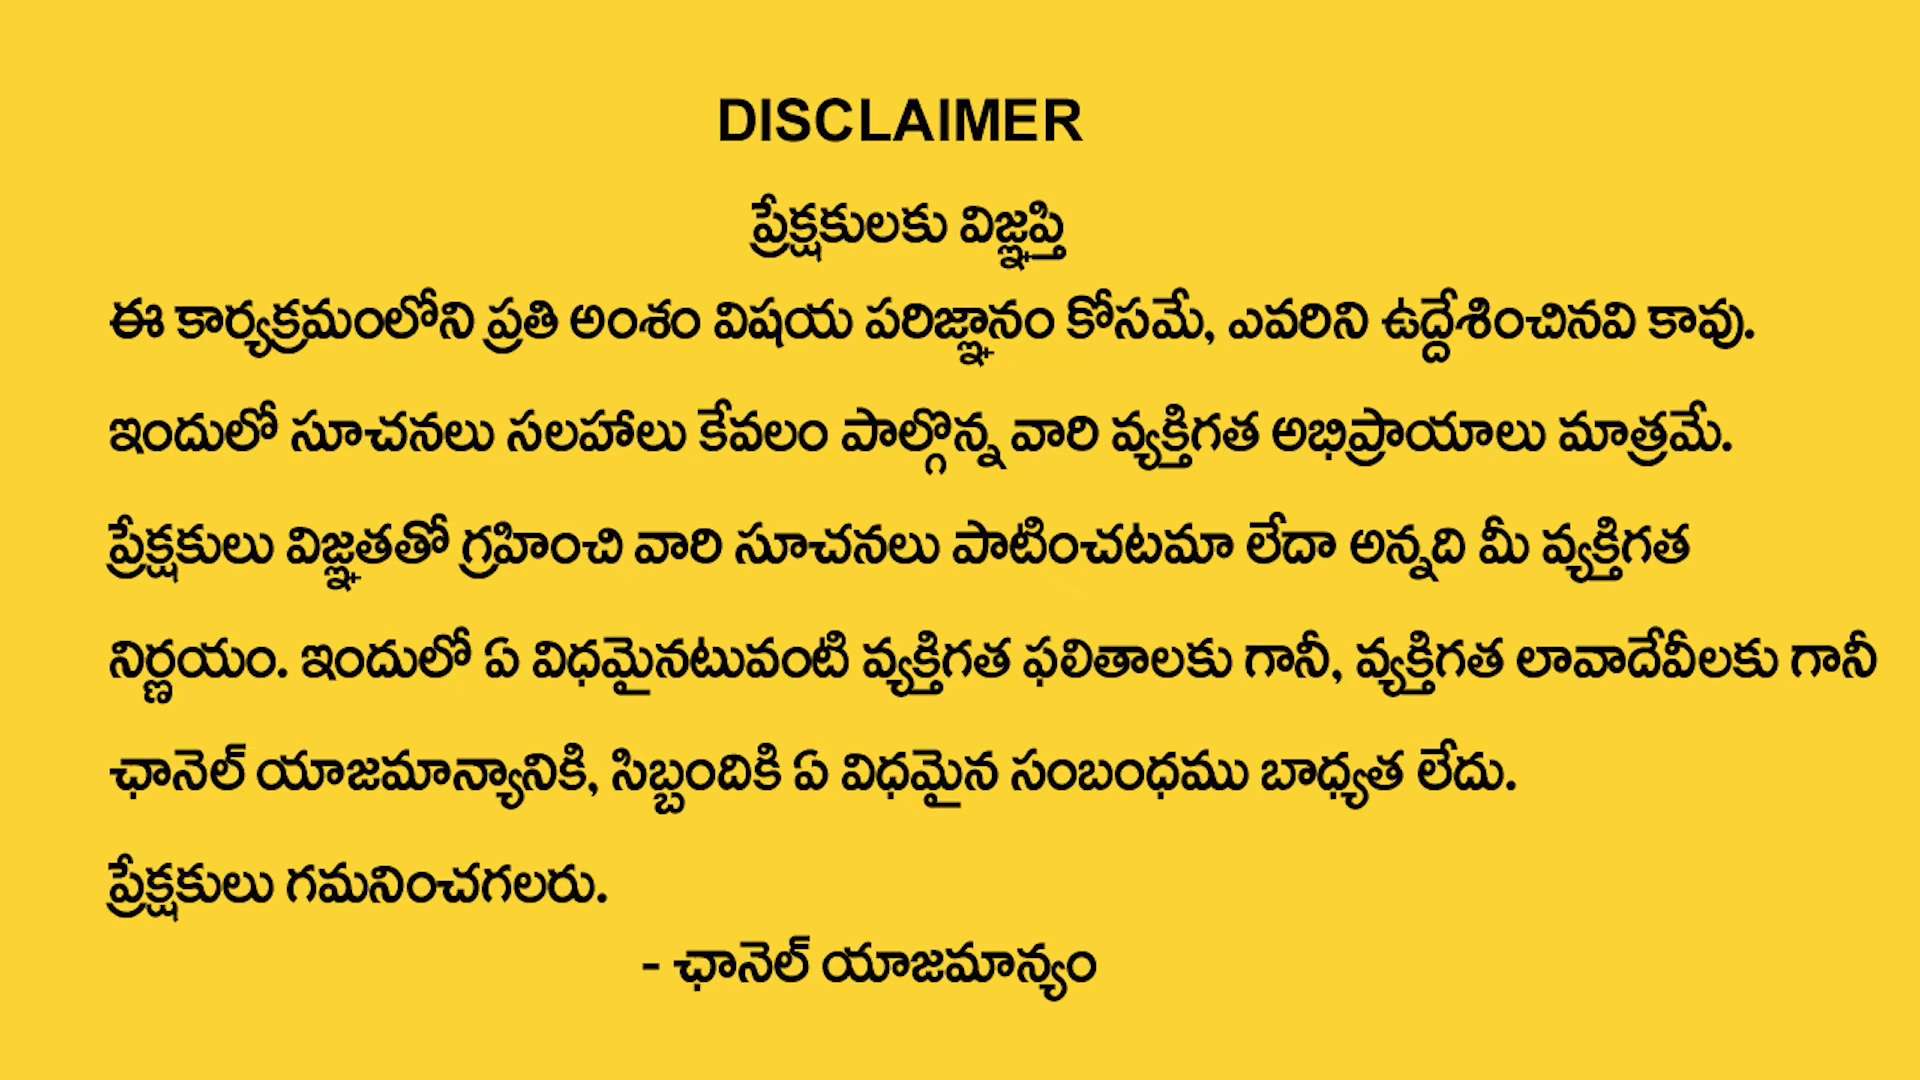 DISCLAIMER
ప్రేక్షకులకు విజ్ఞప్తి
ఈ కార్యక్రమంలోని ప్రతి అంశం విషయ పరిజ్ఞానం కోసమే, ఎవరిని ఉద్దేశించినవి కావు.
ఇందులో సూచనలు సలహాలు కేవలం పాల్గొన్న వారి వ్యక్తిగత అభిప్రాయాలు మాత్రమే.
ప్రేక్షకులు విజ్ఞతతో గ్రహించి వారి సూచనలు పాటించటమా లేదా అన్నది మీ వ్యక్తిగత
నిర్ణయం. ఇందులో ఏ విధమైనటువంటి వ్యక్తిగత ఫలితాలకు గానీ, వ్యక్తిగత లావాదేవీలకు గానీ
ఛానెల్ యాజమాన్యానికి, సిబ్బందికి ఏ విధమైన సంబంధము బాధ్యత లేదు.
ప్రేక్షకులు గమనించగలరు.
- ఛానెల్ యాజమాన్యం